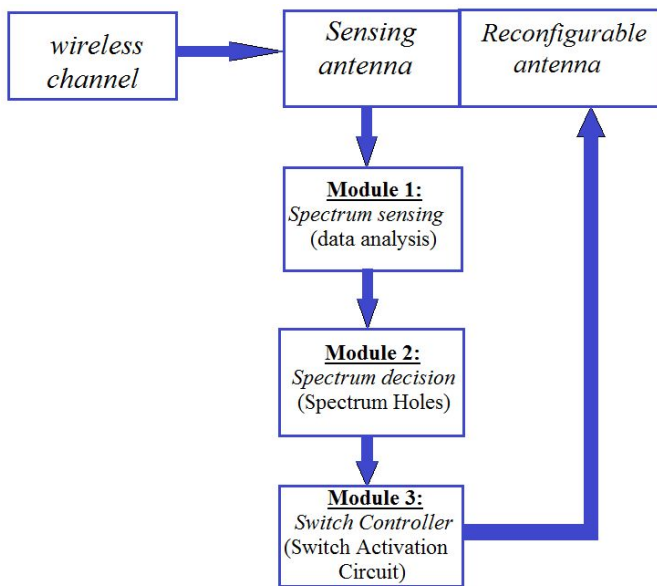 wireless
channel
Sensing
antenna
Reconfigurable
antenna
Module 1:
Spectrum sensing
(data analysis)
Module 2:
Spectrum decision
(Spectrum Holes)
Module 3:
Switch Controller
(Switch Activation
Circuit)